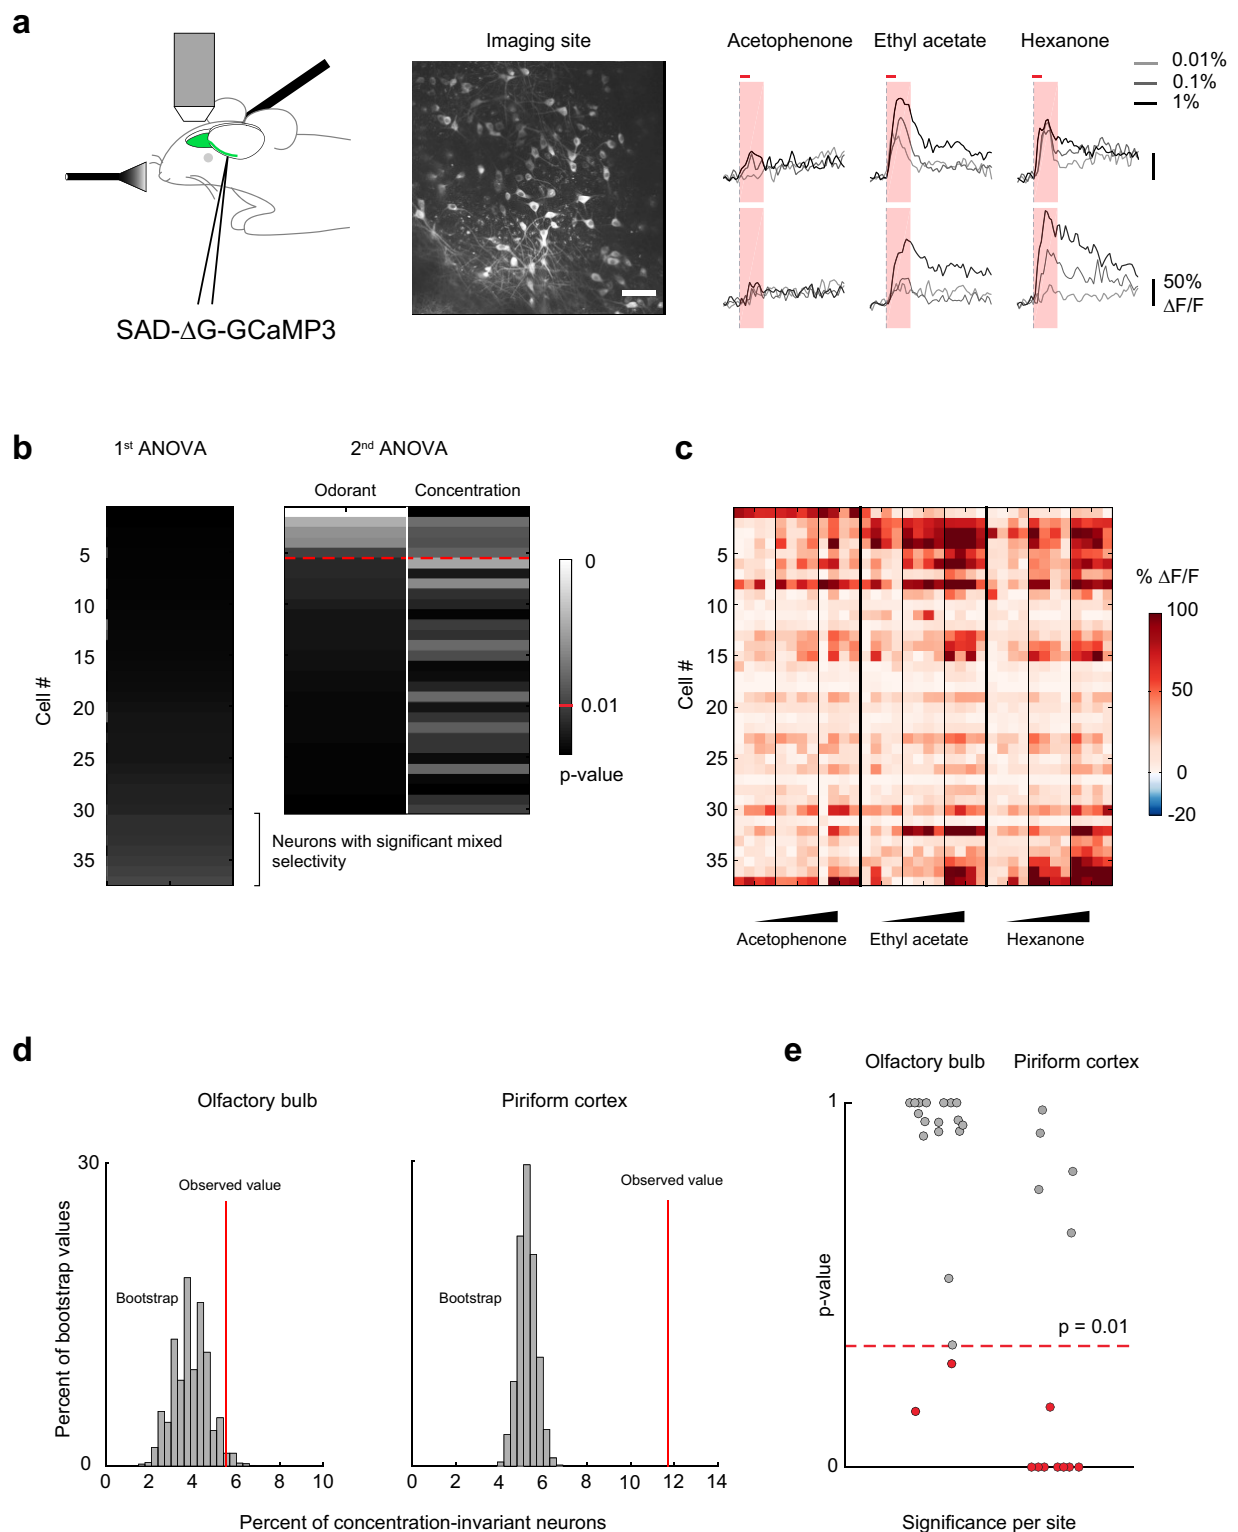 a
Imaging site
Acetophenone
Ethyl acetate
Hexanone
0.01%
0.1%
1%
50%
ΔF/F
SAD-ΔG-GCaMP3
b
1st ANOVA
2nd ANOVA
Odorant
Concentration
Cell #
5
10
15
20
25
30
35
0
0.01
p-value
Neurons with significant mixed
selectivity
c
Cell #
5
10
15
20
25
30
35
% ΔF/F
100
50
0
-20
Acetophenone
Ethyl acetate
Hexanone
d
Olfactory bulb
Piriform cortex
Percent of bootstrap values
30
0
Observed value
Bootstrap
0 2 4 6 8 10
Observed value
Bootstrap
0 2 4 6 8 10 12 14
Percent of concentration-invariant neurons
e
Olfactory bulb
Piriform cortex
p-value
1
0
p = 0.01
Significance per site